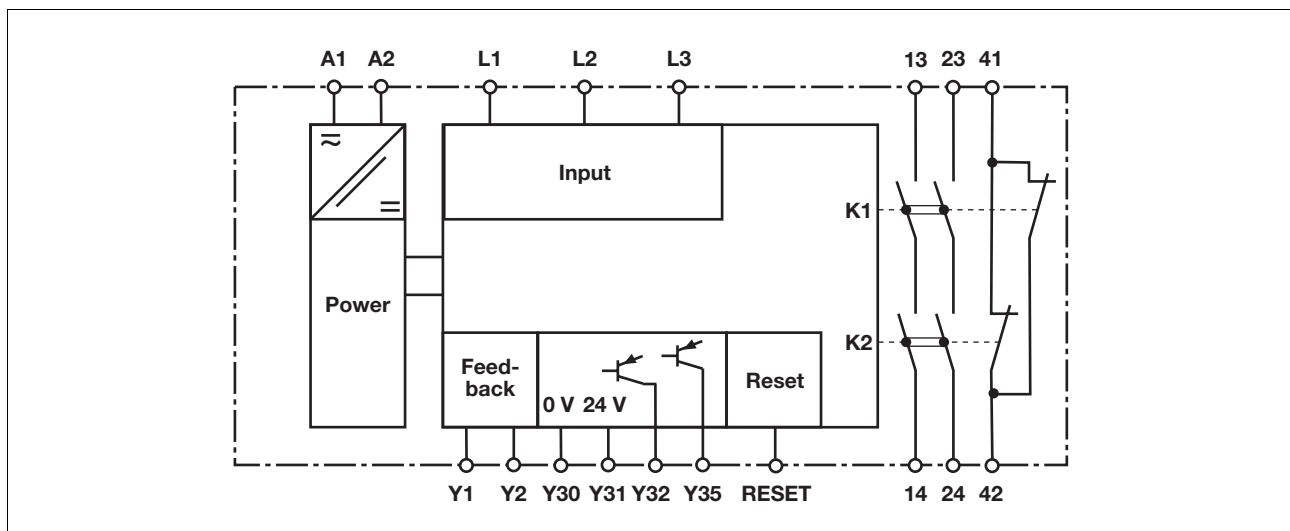 A1 A2 L1 L2 L3 13 23 41
Input
K1
Power
K2
Feed-
back
0 V 24 V
Reset
Y1 Y2 Y30 Y31 Y32 Y35 RESET 14 24 42